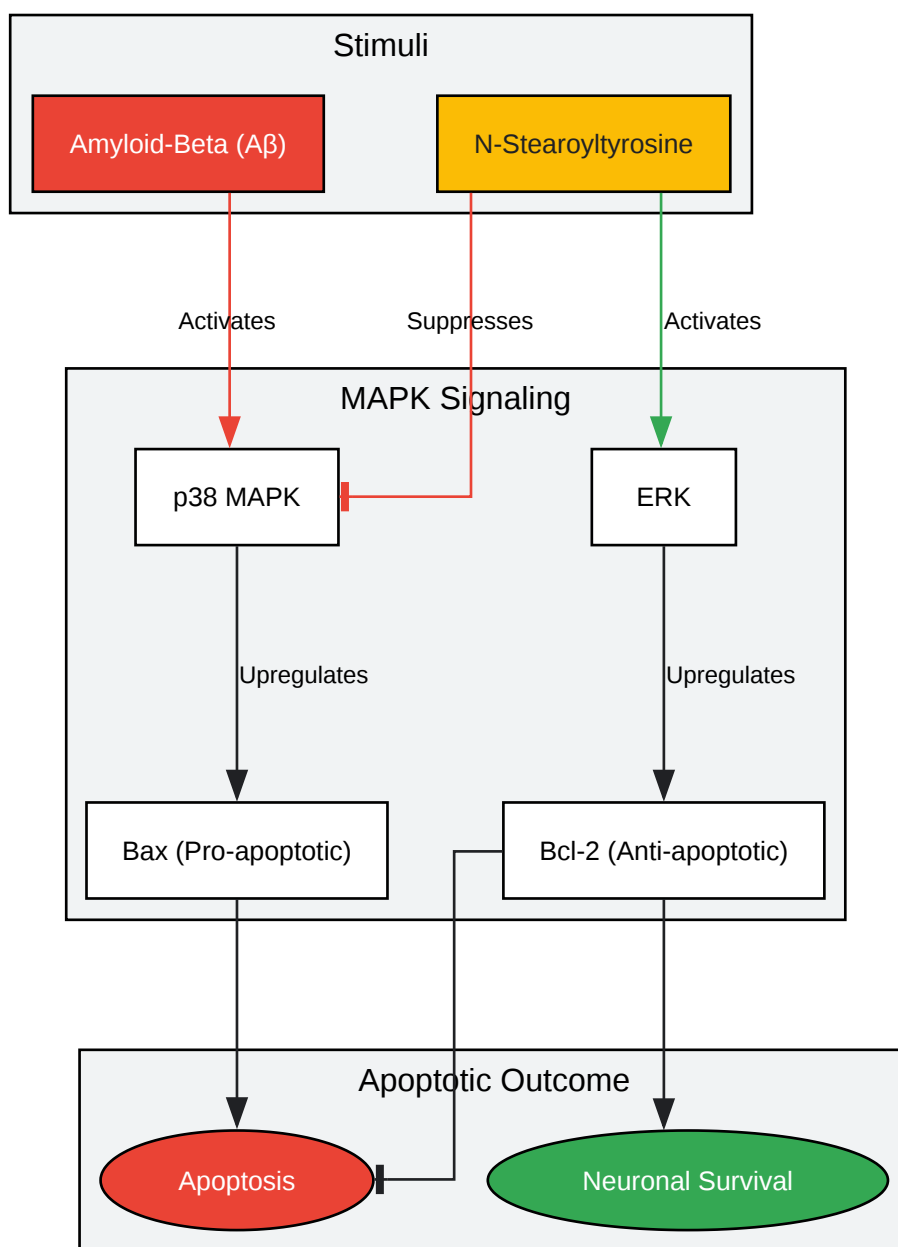 Stimuli
Amyloid-Beta (Aβ)
N-Stearoyltyrosine
Activates
Suppresses
Activates
MAPK Signaling
p38 MAPK
ERK
Upregulates
Upregulates
Bax (Pro-apoptotic)
Bcl-2 (Anti-apoptotic)
Apoptotic Outcome
Apoptosis
Neuronal Survival